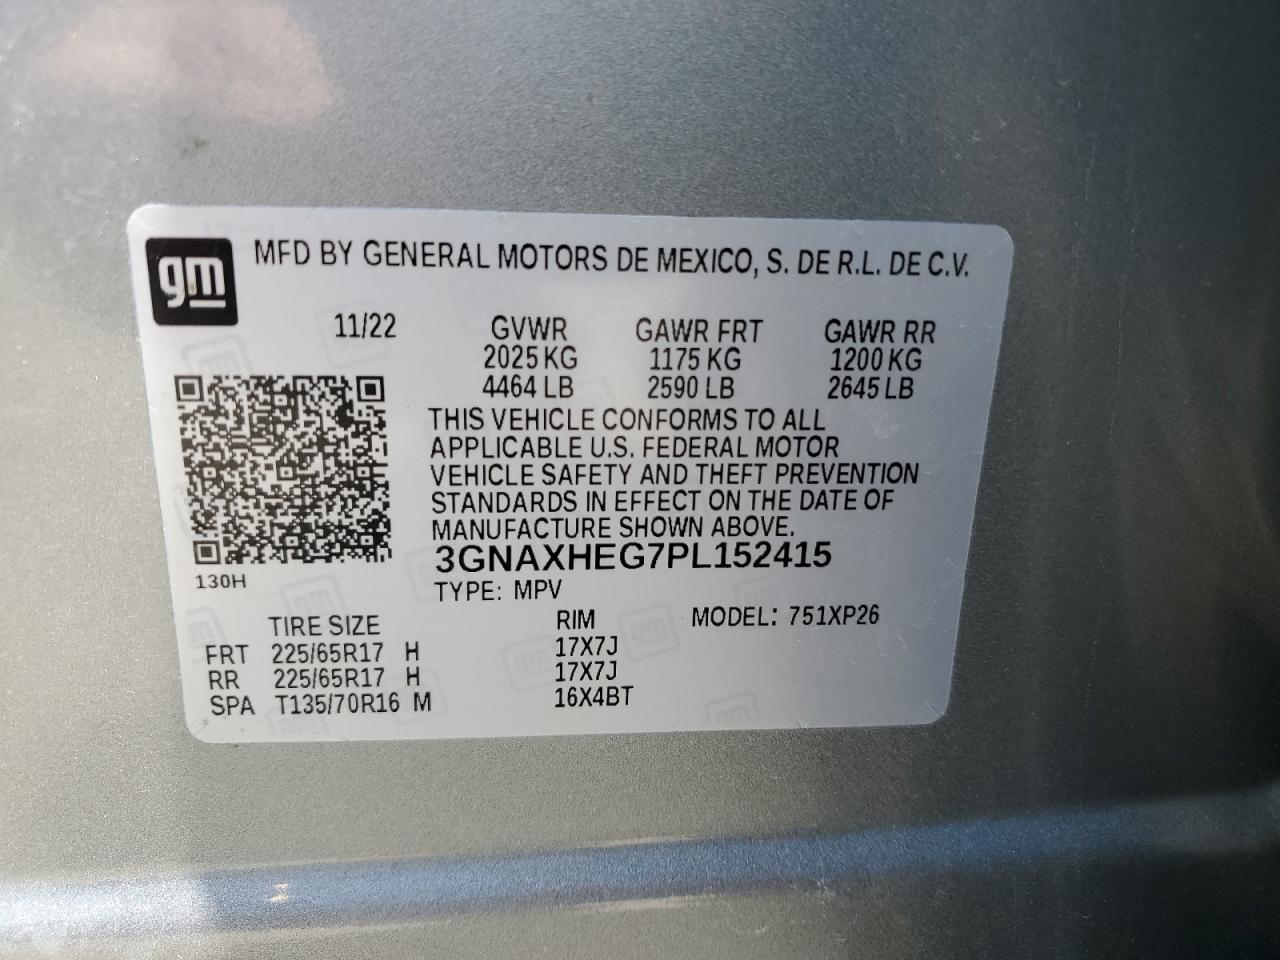 gm
MFD BY GENERAL MOTORS DE MEXICO, S. DE R.L. DE C.V.
11/22 GVWR GAWR FRT GAWR RR
2025 KG 1175 KG 1200 KG
4464 LB 2590 LB 2645 LB
THIS VEHICLE CONFORMS TO ALL
APPLICABLE U.S. FEDERAL MOTOR
VEHICLE SAFETY AND THEFT PREVENTION
STANDARDS IN EFFECT ON THE DATE OF
MANUFACTURE SHOWN ABOVE.
3GNAXHEG7PL152415
130H
TYPE: MPV
TIRE SIZE RIM MODEL: 751XP26
FRT 225/65R17 H 17X7J
RR 225/65R17 H 17X7J
SPA T135/70R16 M 16X4BT